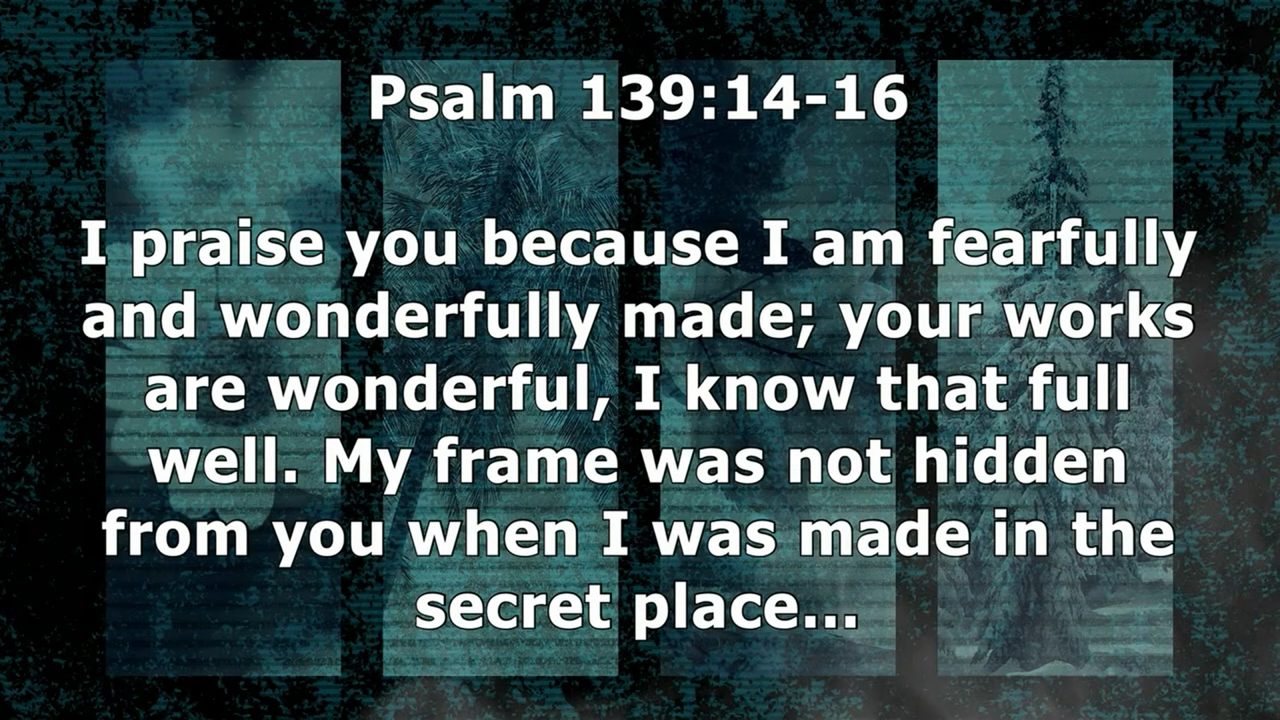 Psalm 139:14-16
I praise you because I am fearfully
and wonderfully made; your works
are wonderful, I know that full
well. My frame was not hidden
from you when I was made in the
secret place...